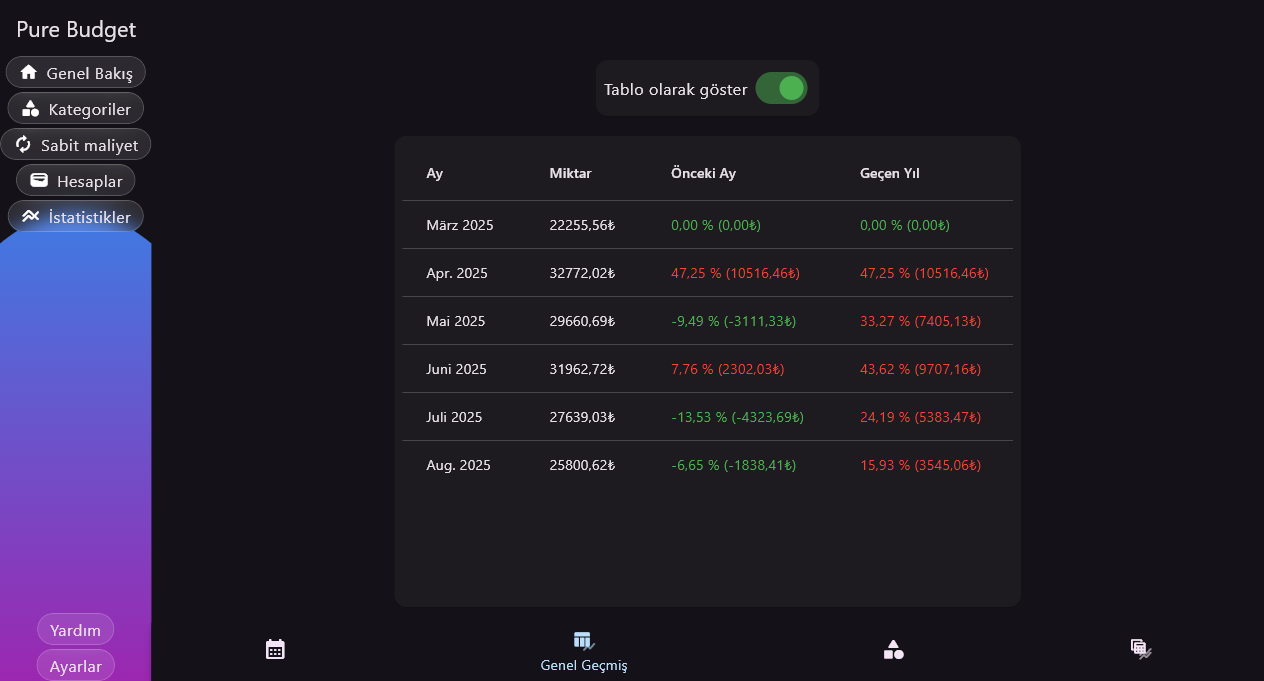 Pure Budget
Genel Bakış
Kategoriler
Sabit maliyet
Hesaplar
İstatistikler
Yardım
Ayarlar
Tablo olarak göster
Ay Miktar Önceki Ay Geçen Yıl
März 2025 22255,56₺ 0,00 % (0,00₺) 0,00 % (0,00₺)
Apr. 2025 32772,02₺ 47,25 % (10516,46₺) 47,25 % (10516,46₺)
Mai 2025 29660,69₺ -9,49 % (-3111,33₺) 33,27 % (7405,13₺)
Juni 2025 31962,72₺ 7,76 % (2302,03₺) 43,62 % (9707,16₺)
Juli 2025 27639,03₺ -13,53 % (-4323,69₺) 24,19 % (5383,47₺)
Aug. 2025 25800,62₺ -6,65 % (-1838,41₺) 15,93 % (3545,06₺)
Genel Geçmiş